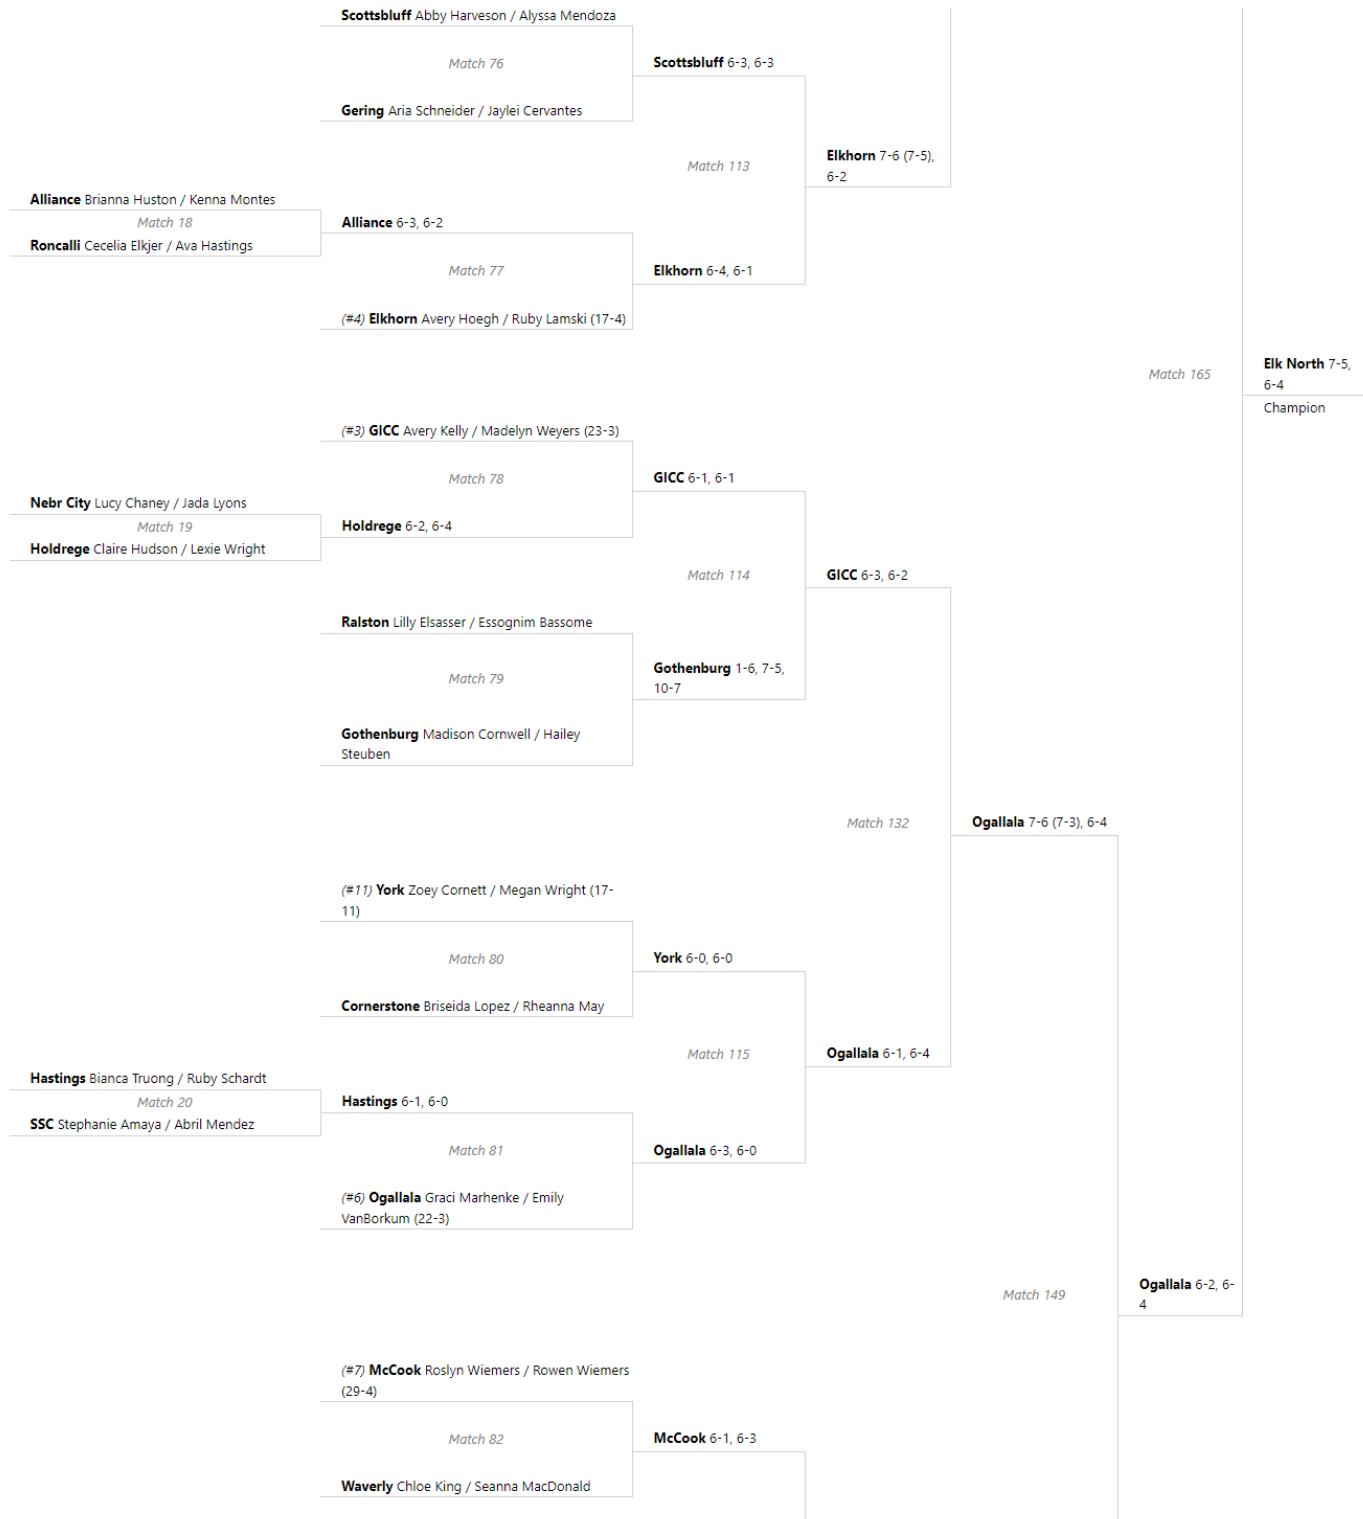 Scottsbluff Abby Harveson / Alyssa Mendoza
Match 76
Scottsbluff 6-3, 6-3
Gering Aria Schneider / Jaylei Cervantes
Match 113
Elkhorn 7-6 (7-5),
6-2
Alliance Brianna Huston / Kenna Montes
Match 18
Roncalli Cecelia Elkjer / Ava Hastings
Alliance 6-3, 6-2
Match 77
Elkhorn 6-4, 6-1
(#4) Elkhorn Avery Hoegh / Ruby Lamski (17-4)
Match 165
Elk North 7-5,
6-4
Champion
(#3) GICC Avery Kelly / Madelyn Weyers (23-3)
Match 78
GICC 6-1, 6-1
Nebr City Lucy Chaney / Jada Lyons
Match 19
Holdrege Claire Hudson / Lexie Wright
Holdrege 6-2, 6-4
Match 114
GICC 6-3, 6-2
Ralston Lilly Elsasser / Essognim Bassome
Match 79
Gothenburg 1-6, 7-5,
10-7
Gothenburg Madison Cornwell / Hailey
Steuben
Match 132
Ogallala 7-6 (7-3), 6-4
(#11) York Zoey Cornett / Megan Wright (17-
11)
Match 80
York 6-0, 6-0
Cornerstone Briseida Lopez / Rheanna May
Match 115
Ogallala 6-1, 6-4
Hastings Bianca Truong / Ruby Schardt
Match 20
SSC Stephanie Amaya / Abril Mendez
Hastings 6-1, 6-0
Match 81
Ogallala 6-3, 6-0
(#6) Ogallala Graci Marhenke / Emily
VanBorkum (22-3)
Match 149
Ogallala 6-2, 6-
4
(#7) McCook Roslyn Wiemers / Rowen Wiemers
(29-4)
Match 82
McCook 6-1, 6-3
Waverly Chloe King / Seanna MacDonald